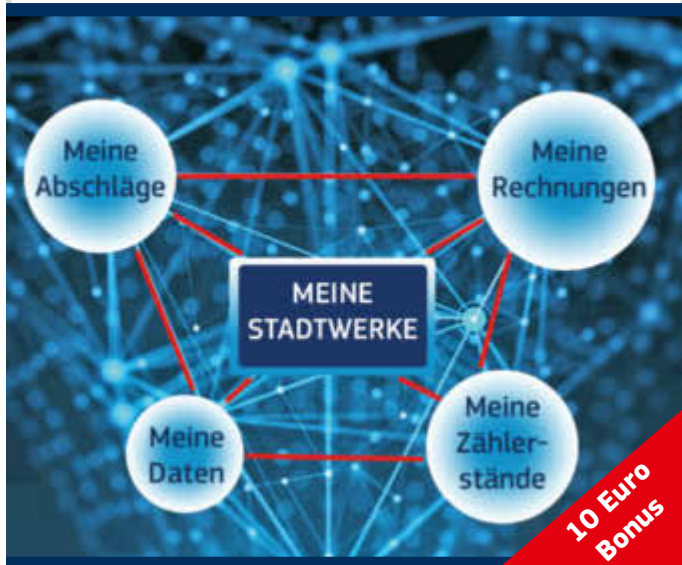 Meine
Abschläge
Meine
Rechnungen
MEINE
STADTWERKE
Meine
Daten
Meine
Zähler-
stände
10 Euro
Bonus